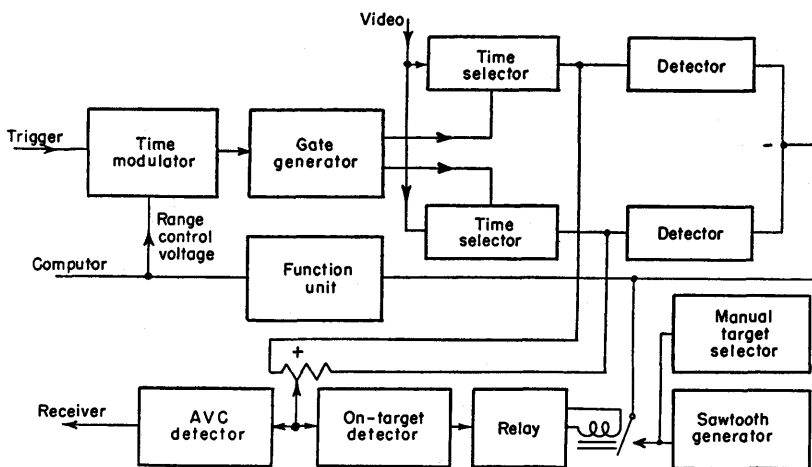 Video
Time
selector
Detector
Trigger
Time
modulator
Gate
generator
-
Range
control
voltage
Time
selector
Detector
Computor
Function
unit
Manual
target
selector
+
Receiver
AVC
detector
On-target
detector
Relay
Sawtooth
generator